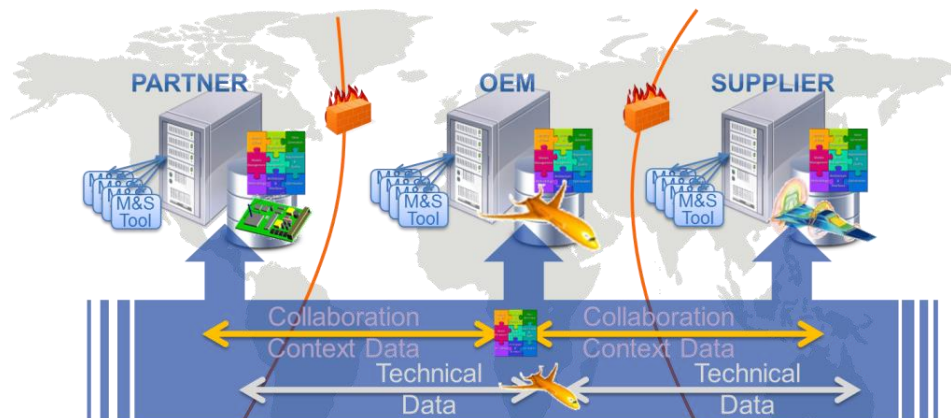 PARTNER
OEM
SUPPLIER
M&S
Tool
M&S
Tool
M&S
Tool
Collaboration
Context Data
Collaboration
Context Data
Technical
Data
Technical
Data